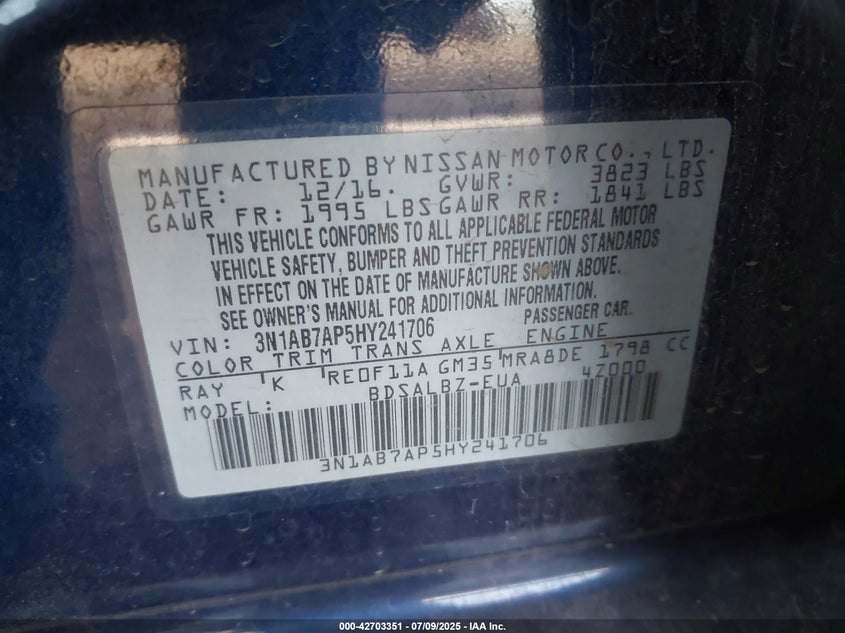 MANUFACTURED BY NISSAN MOTOR CO., LTD.
DATE: 12/16. GVWR: 3823 LBS
GAWR FR: 1995 LBS GAWR RR: 1841 LBS
THIS VEHICLE CONFORMS TO ALL APPLICABLE FEDERAL MOTOR
VEHICLE SAFETY, BUMPER AND THEFT PREVENTION STANDARDS
IN EFFECT ON THE DATE OF MANUFACTURE SHOWN ABOVE.
SEE OWNER'S MANUAL FOR ADDITIONAL INFORMATION.
VIN: 3N1AB7AP5HY241706 PASSENGER CAR.
COLOR TRIM TRANS AXLE ENGINE
RAY K RE0F11A GM35 MRA8DE 1798 CC
MODEL: BDSALBZ-EUA 4Z000
3N1AB7AP5HY241706
000-42703351 | 07/09/2025 - © IAA Inc.